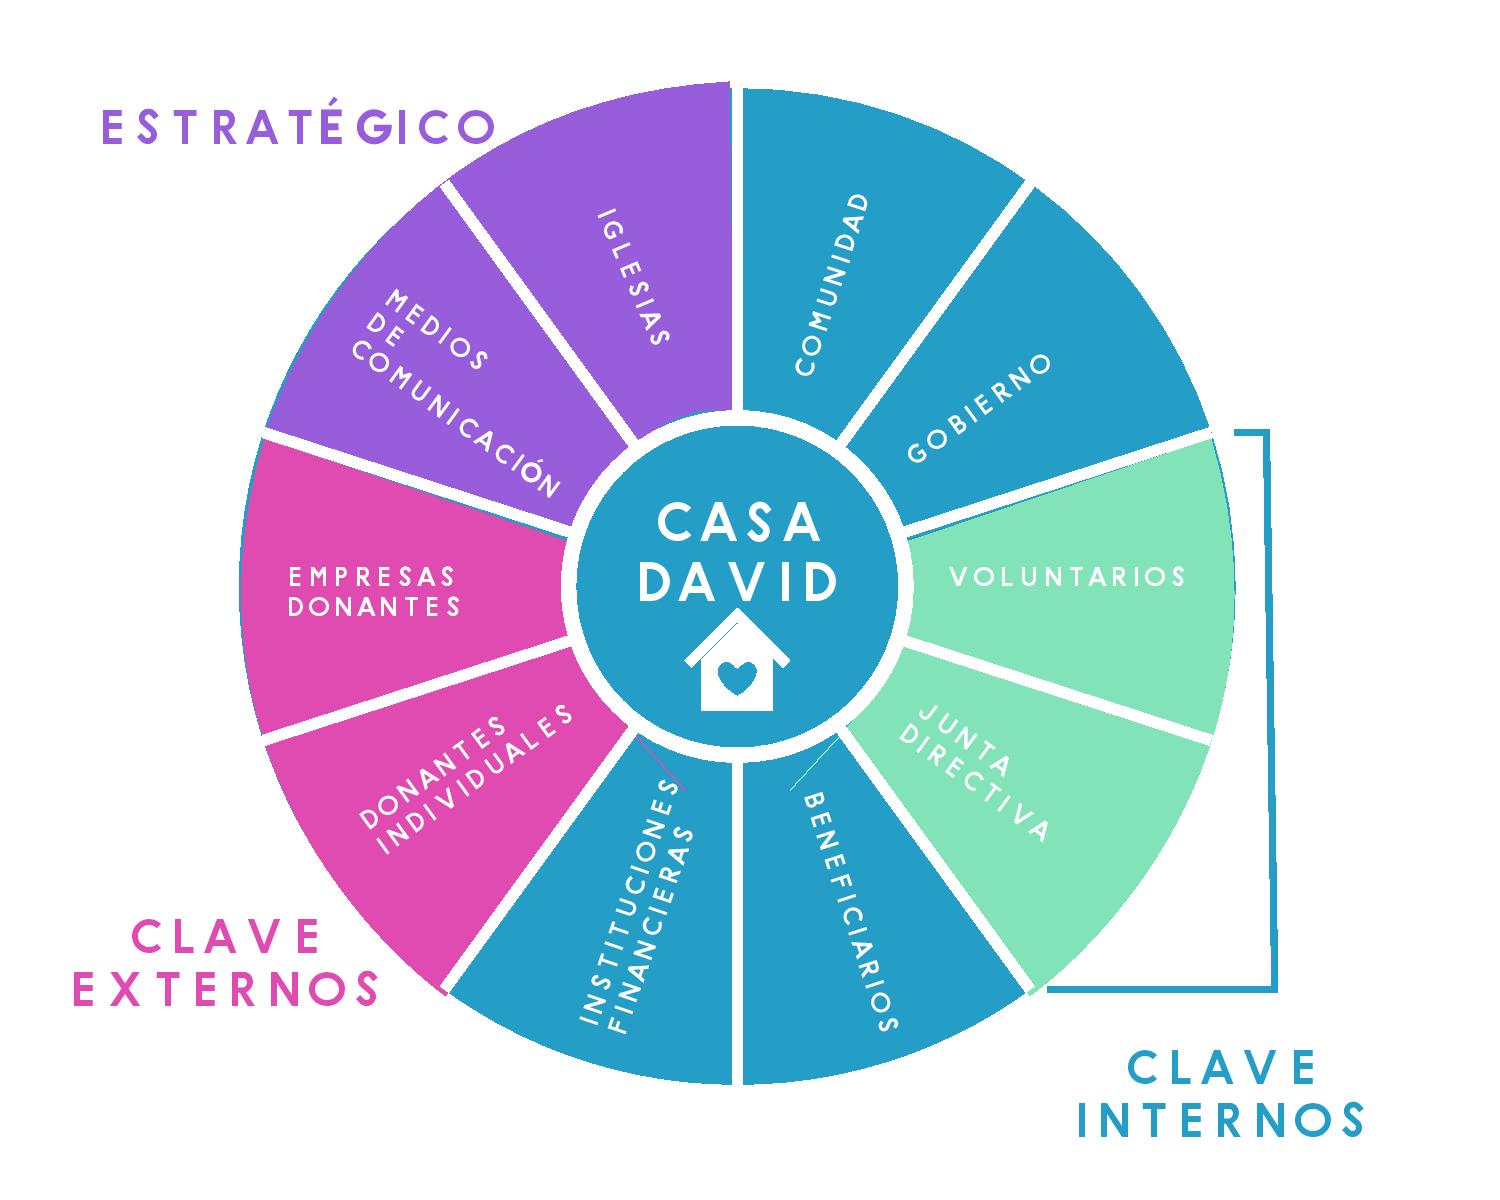 ESTRATÉGICO
IGLESIAS
COMUNIDAD
MEDIOS
DE
COMUNICACIÓN
GOBIERNO
CASA
DAVID
EMPRESAS
DONANTES
VOLUNTARIOS
DONANTES
INDIVIDUALES
JUNTA
DIRECTIVA
INSTITUCIONES
FINANCIERAS
BENEFICIARIOS
CLAVE
EXTERNOS
CLAVE
INTERNOS